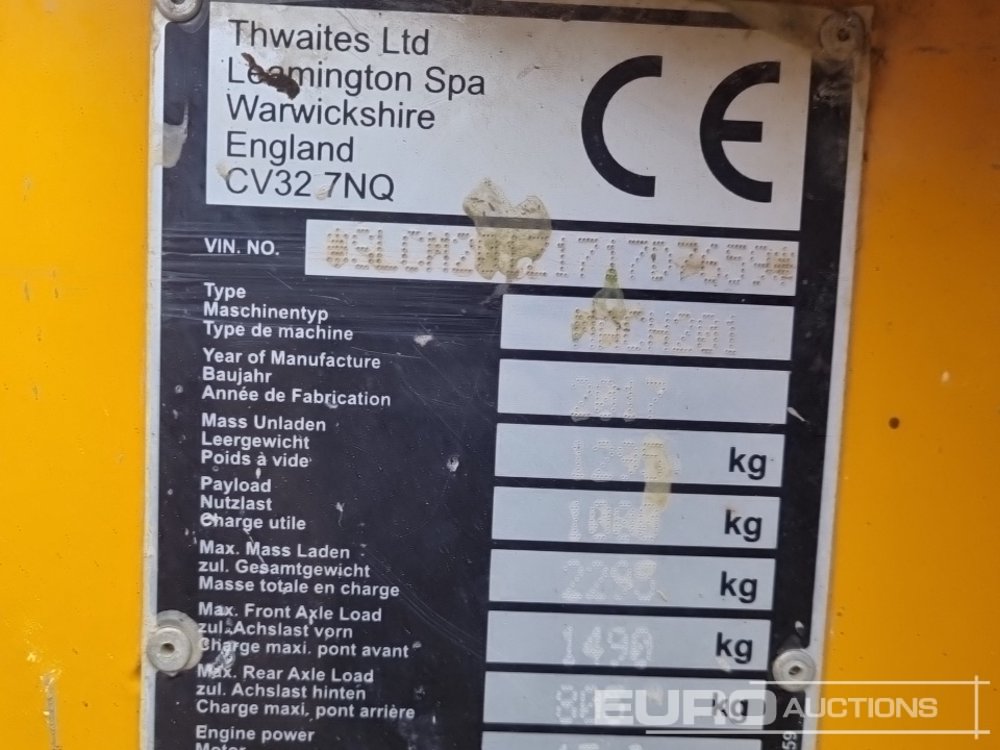 Thwaites Ltd
Leamington Spa
Warwickshire
England
CV32 7NQ
CE
VIN. NO.
Type
Maschinentyp
Type de machine
Year of Manufacture
Baujahr
Année de Fabrication
2017
Mass Unladen
Leergewicht
Poids à vide
kg
Payload
Nutzlast
Charge utile
kg
Max. Mass Laden
zul. Gesamtgewicht
Masse totale en charge
2295 kg
Max. Front Axle Load
zul. Achslast vorn
Charge maxi. pont avant
1490 kg
Max. Rear Axle Load
zul. Achslast hinten
Charge maxi. pont arrière
kg
Engine power
Motor
EURO AUCTIONS